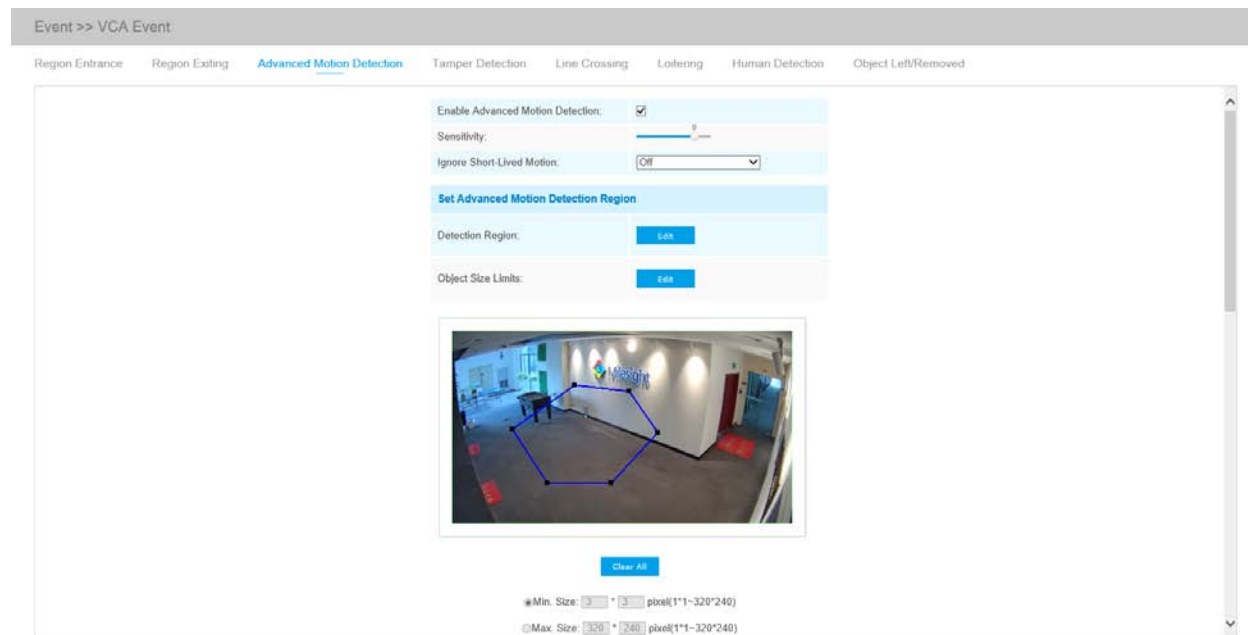 Event >> VCA Event
Region Entrance Region Exiting Advanced Motion Detection Tamper Detection Line Crossing Loitering Human Detection Object Left/Removed
Enable Advanced Motion Detection:
Sensitivity:
Ignore Short-Lived Motion: Off
Set Advanced Motion Detection Region
Detection Region: Edit
Object Size Limits: Edit
Milesight
Clear All
Min. Size: 3 * 3 pixel(1*1~320*240)
Max. Size: 320 * 240 pixel(1*1~320*240)